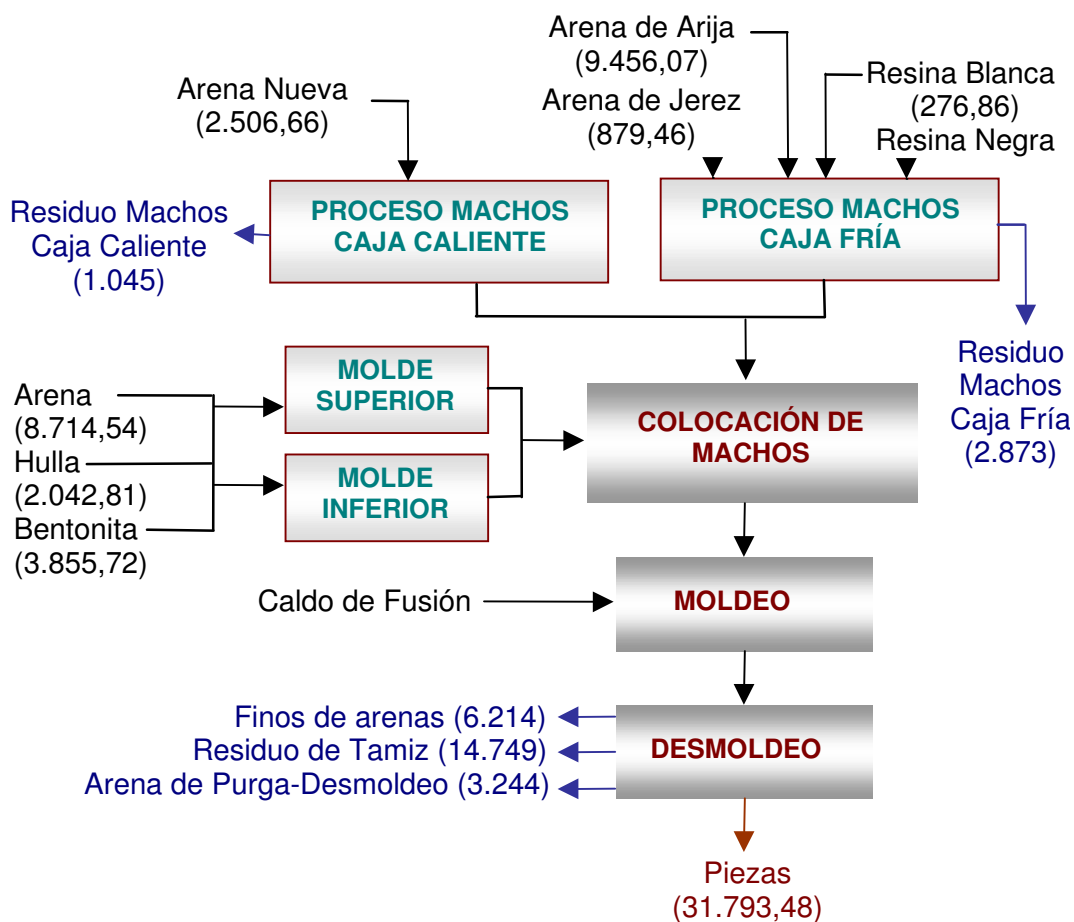 Arena de Arija
(9.456,07)
Arena Nueva
(2.506,66)
Arena de Jerez
(879,46)
Resina Blanca
(276,86)
Resina Negra
Residuo Machos
Caja Caliente
(1.045)
PROCESO MACHOS
CAJA CALIENTE
PROCESO MACHOS
CAJA FRÍA
Residuo
Machos
Caja Fría
(2.873)
Arena
(8.714,54)
Hulla
(2.042,81)
Bentonita
(3.855,72)
MOLDE
SUPERIOR
MOLDE
INFERIOR
COLOCACIÓN DE
MACHOS
Caldo de Fusión
MOLDEO
Finos de arenas (6.214)
Residuo de Tamiz (14.749)
Arena de Purga-Desmoldeo (3.244)
DESMOLDEO
Piezas
(31.793,48)